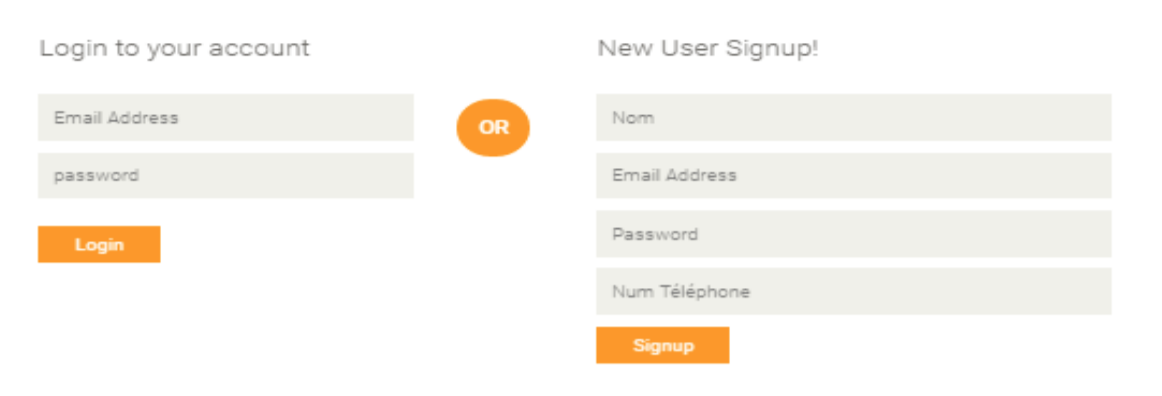 Login to your account
Email Address
password
Login
OR
New User Signup!
Nom
Email Address
Password
Num Téléphone
Signup